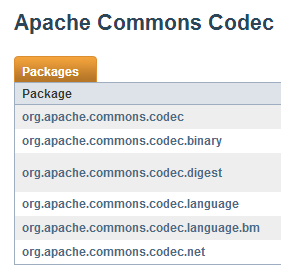 Apache Commons Codec
Packages
Package
org.apache.commons.codec
org.apache.commons.codec.binary
org.apache.commons.codec.digest
org.apache.commons.codec.language
org.apache.commons.codec.language.bm
org.apache.commons.codec.net